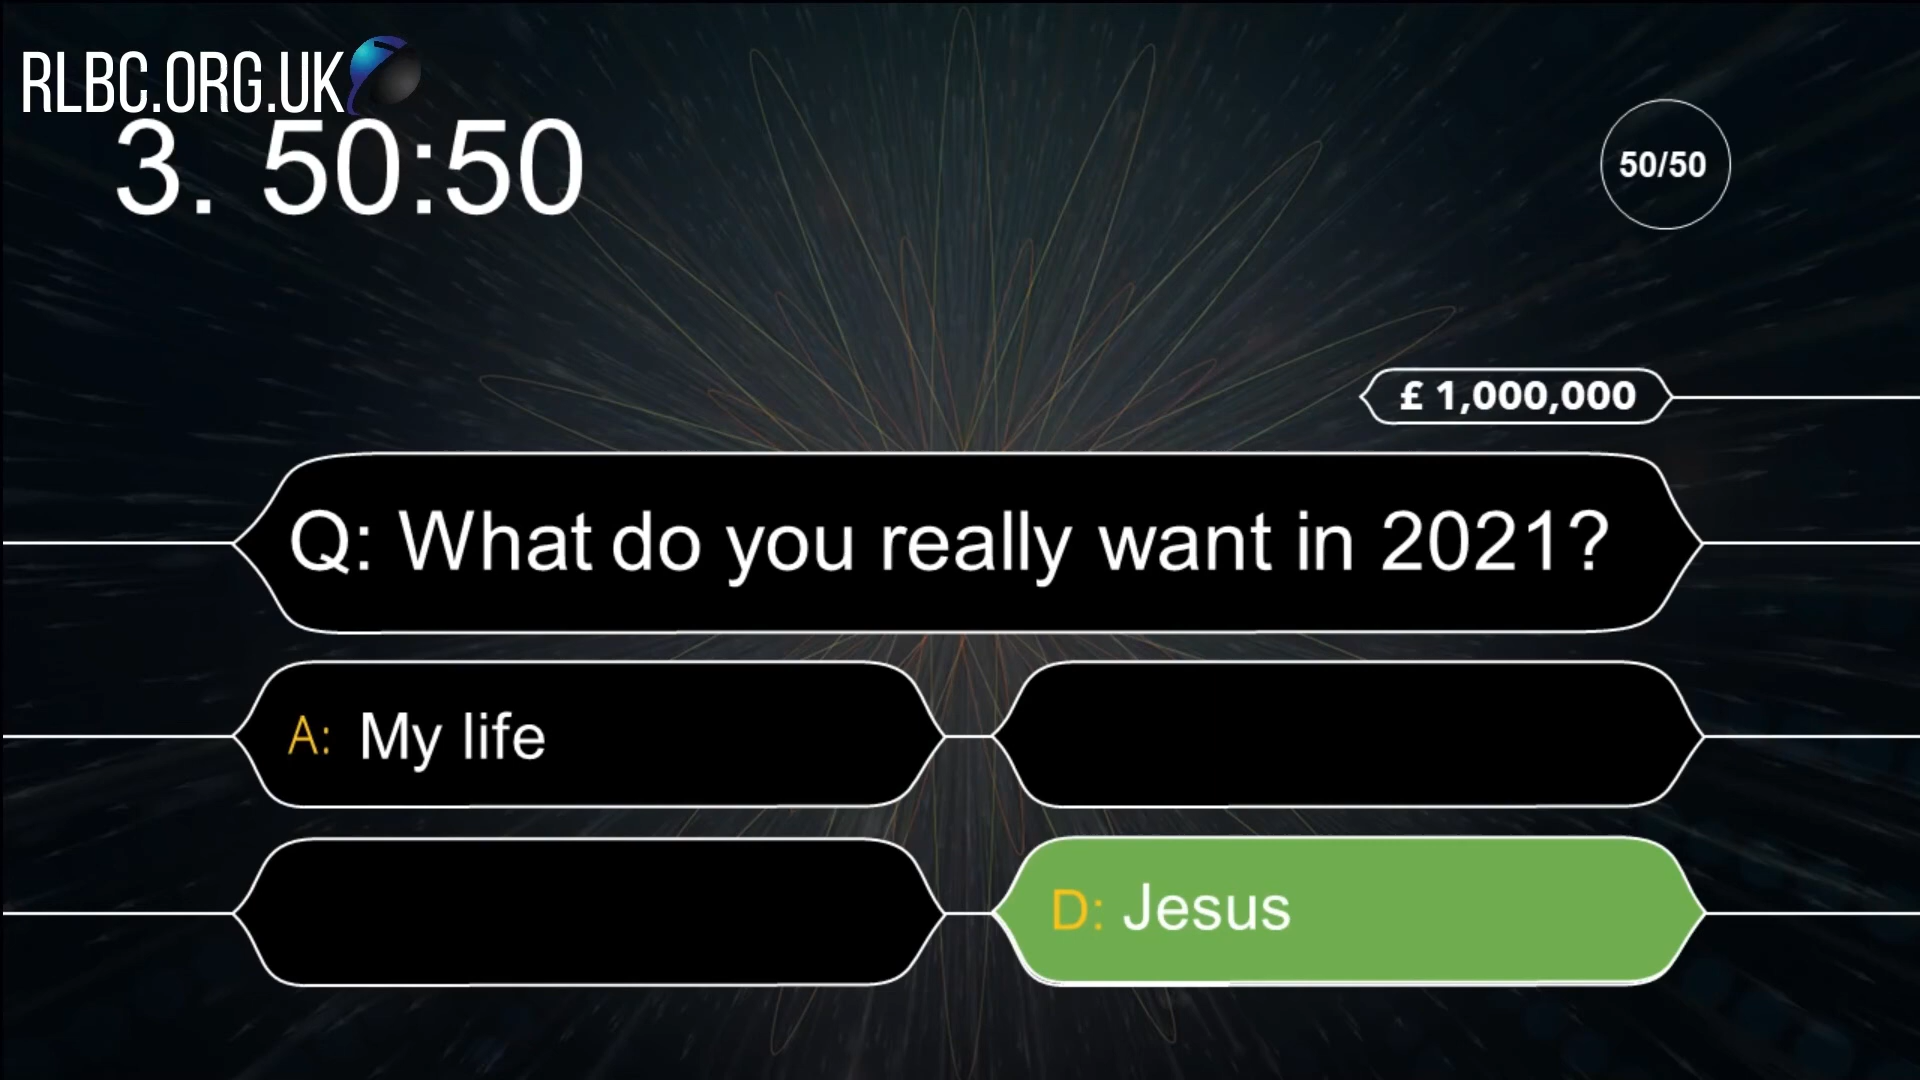 RLBC.ORG.UK
3. 50:50
50/50
£ 1,000,000
Q: What do you really want in 2021?
A: My life
D: Jesus